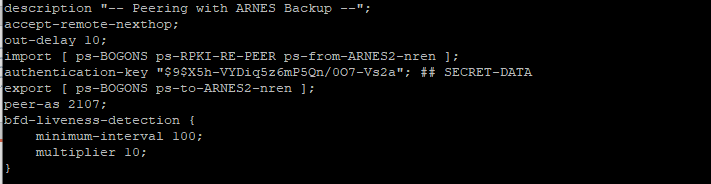 description "-- Peering with ARNES Backup --";
accept-remote-nexthop;
out-delay 10;
import [ ps-BOGONS ps-RPKI-RE-PEER ps-from-ARNES2-nren ];
authentication-key "$9$X5h-VYDiq5z6mP5Qn/0O7-Vs2a"; ## SECRET-DATA
export [ ps-BOGONS ps-to-ARNES2-nren ];
peer-as 2107;
bfd-liveness-detection {
    minimum-interval 100;
    multiplier 10;
}